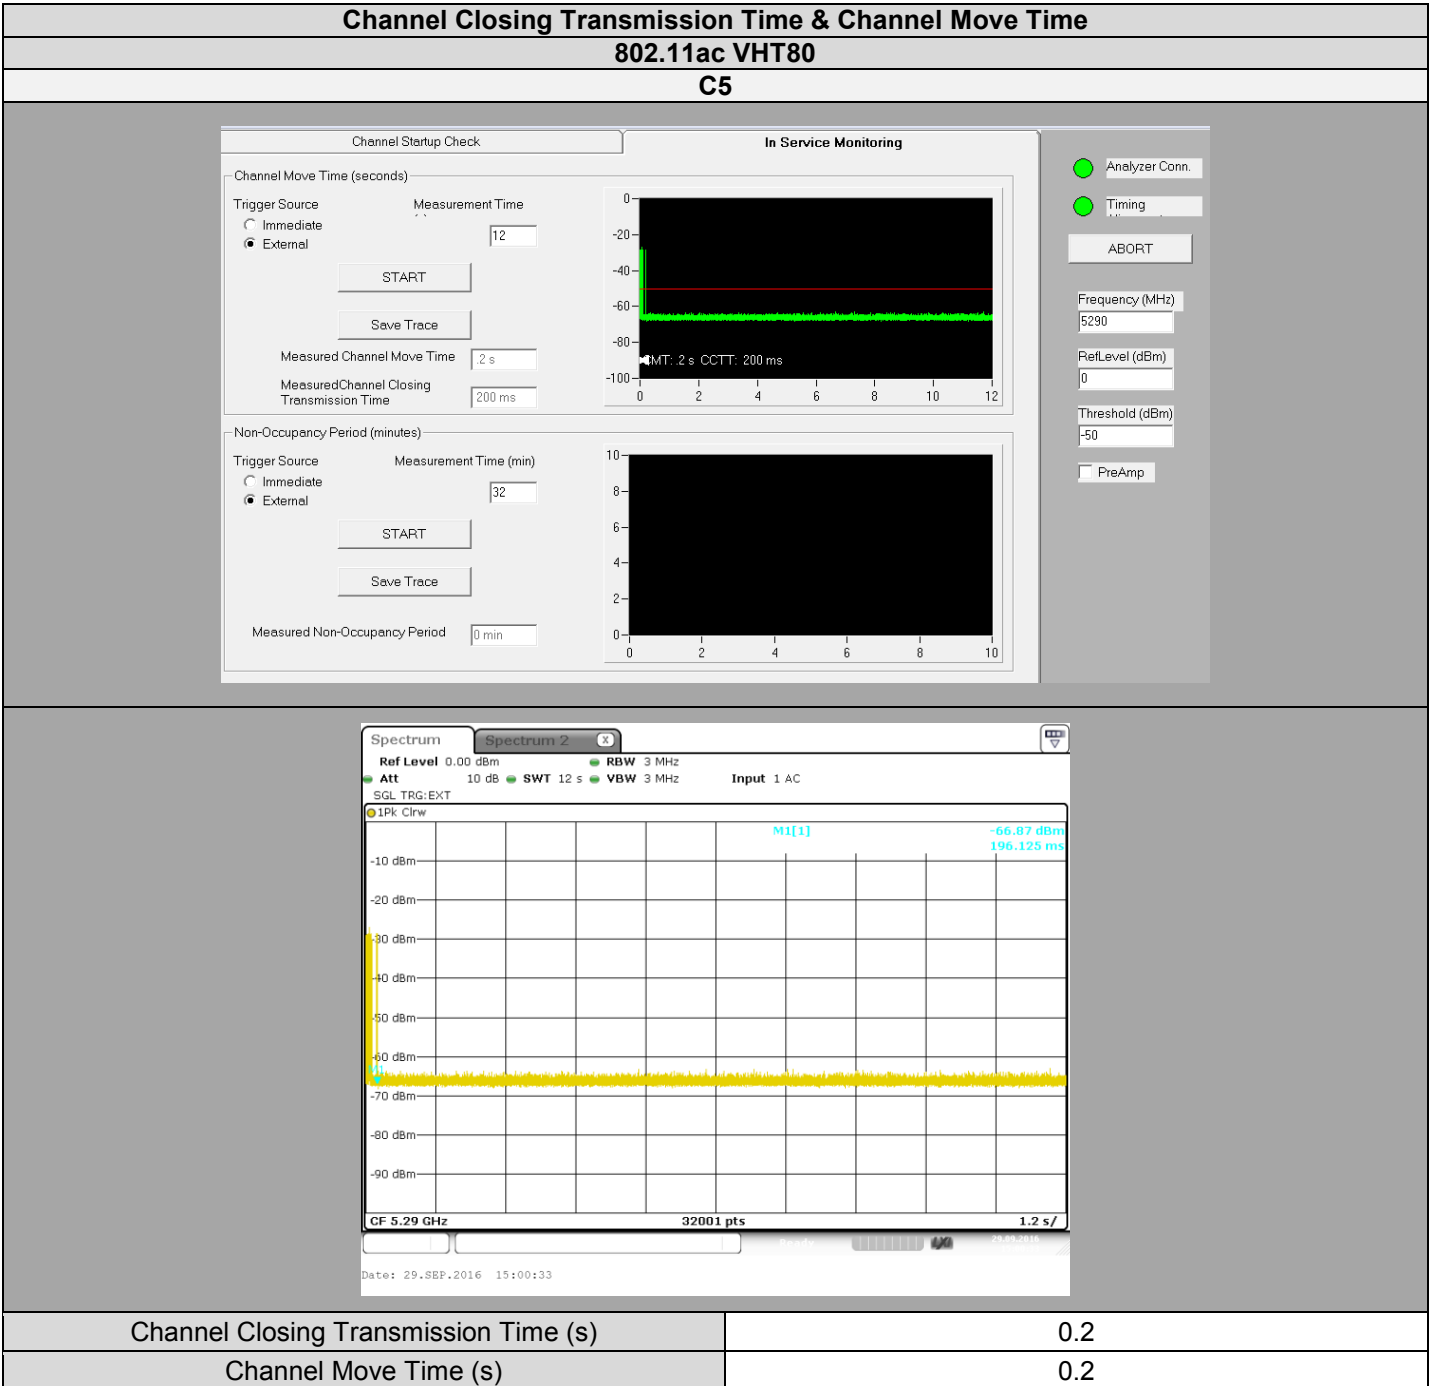 Channel Closing Transmission Time & Channel Move Time
802.11ac VHT80
C5
Channel Startup Check
In Service Monitoring
Channel Move Time (seconds)
Trigger Source
Measurement Time
Immediate
External
12
START
Save Trace
Measured Channel Move Time
.2 s
MeasuredChannel Closing
Transmission Time
200 ms
0
-20
-40
-60
-80
-100
CMT: .2 s CCTT: 200 ms
0 2 4 6 8 10 12
Non-Occupancy Period (minutes)
Trigger Source
Measurement Time (min)
Immediate
External
32
START
Save Trace
Measured Non-Occupancy Period
0 min
10
8
6
4
2
0
0 2 4 6 8 10
Analyzer Conn.
Timing
ABORT
Frequency (MHz)
5290
RefLevel (dBm)
0
Threshold (dBm)
-50
PreAmp
Spectrum
Spectrum 2
X
Ref Level 0.00 dBm RBW 3 MHz
Att 10 dB SWT 12 s VBW 3 MHz Input 1 AC
SGL TRG:EXT
1Pk Clrw
M1[1] -66.87 dBm
196.125 ms
-10 dBm
-20 dBm
-30 dBm
-40 dBm
-50 dBm
-60 dBm
M1
-70 dBm
-80 dBm
-90 dBm
CF 5.29 GHz 32001 pts 1.2 s/
Ready
29.09.2016
Date: 29.SEP.2016 15:00:33
Channel Closing Transmission Time (s) 0.2
Channel Move Time (s) 0.2